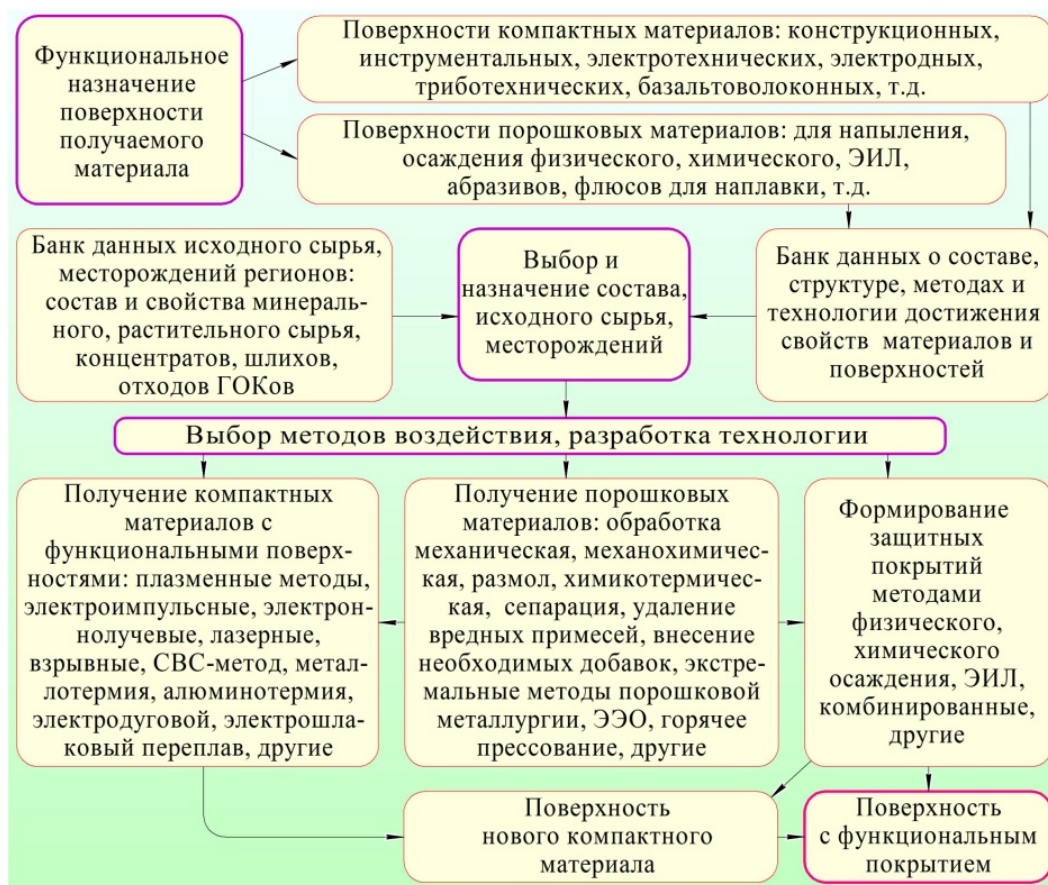 Функциональное
назначение
поверхности
получаемого
материала
Поверхности компактных материалов: конструкционных,
инструментальных, электротехнических, электродных,
триботехнических, базальтоволоконных, т.д.
Поверхности порошковых материалов: для напыления,
осаждения физического, химического, ЭИЛ,
абразивов, флюсов для наплавки, т.д.
Банк данных исходного сырья,
месторождений регионов:
состав и свойства минераль-
ного, растительного сырья,
концентратов, шлихов,
отходов ГОКов
Выбор и
назначение состава,
исходного сырья,
месторождений
Банк данных о составе,
структуре, методах и
технологии достижения
свойств материалов и
поверхностей
Выбор методов воздействия, разработка технологии
Получение компактных
материалов с
функциональными поверх-
ностями: плазменные методы,
электроимпульсные, электрон-
нолучевые, лазерные,
взрывные, СВС-метод, метал-
лотермия, алюминотермия,
электродуговой, электрошла-
ковый переплав, другие
Получение порошковых
материалов: обработка
механическая, механохимичес-
кая, размол, химикотермичес-
кая, сепарация, удаление
вредных примесей, внесение
необходимых добавок, экстре-
мальные методы порошковой
металлургии, ЭЭО, горячее
прессование, другие
Формирование
защитных
покрытий
методами
физического,
химического
осаждения, ЭИЛ,
комбинированные,
другие
Поверхность
нового компактного
материала
Поверхность
с функциональным
покрытием